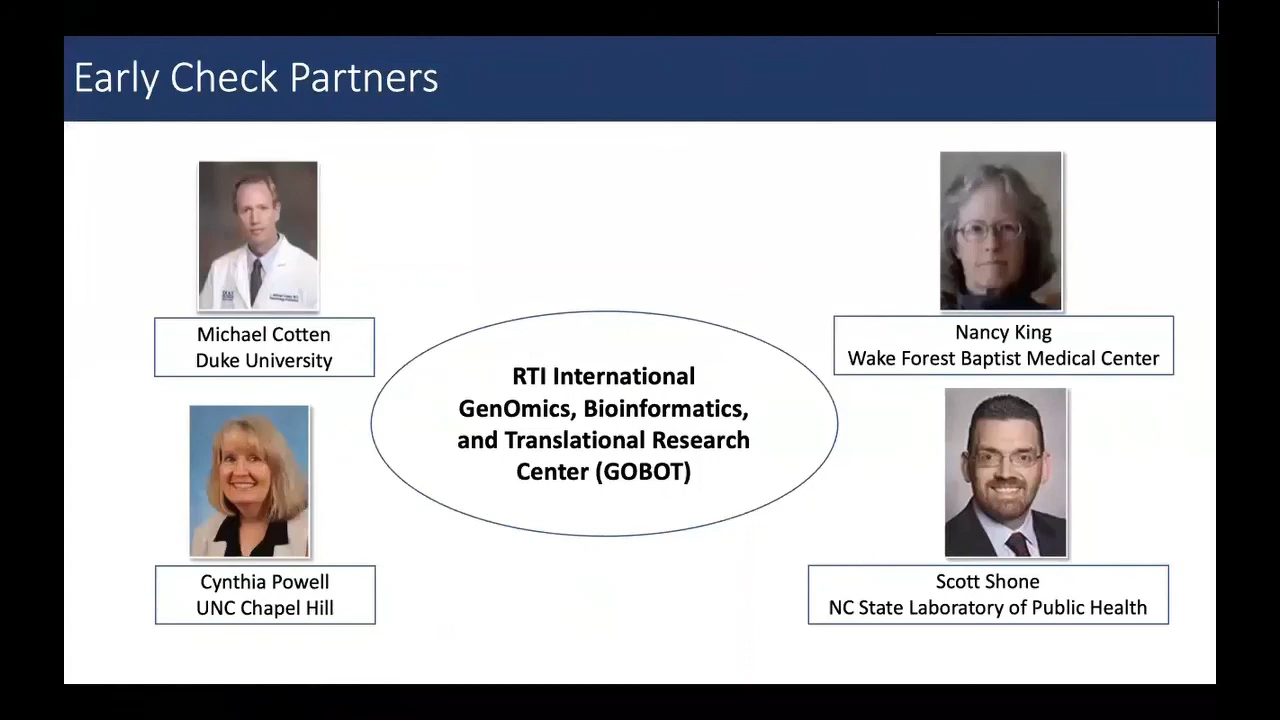 Early Check Partners
Michael Cotten
Duke University
Nancy King
Wake Forest Baptist Medical Center
RTI International
GenOmics, Bioinformatics,
and Translational Research
Center (GOBOT)
Cynthia Powell
UNC Chapel Hill
Scott Shone
NC State Laboratory of Public Health